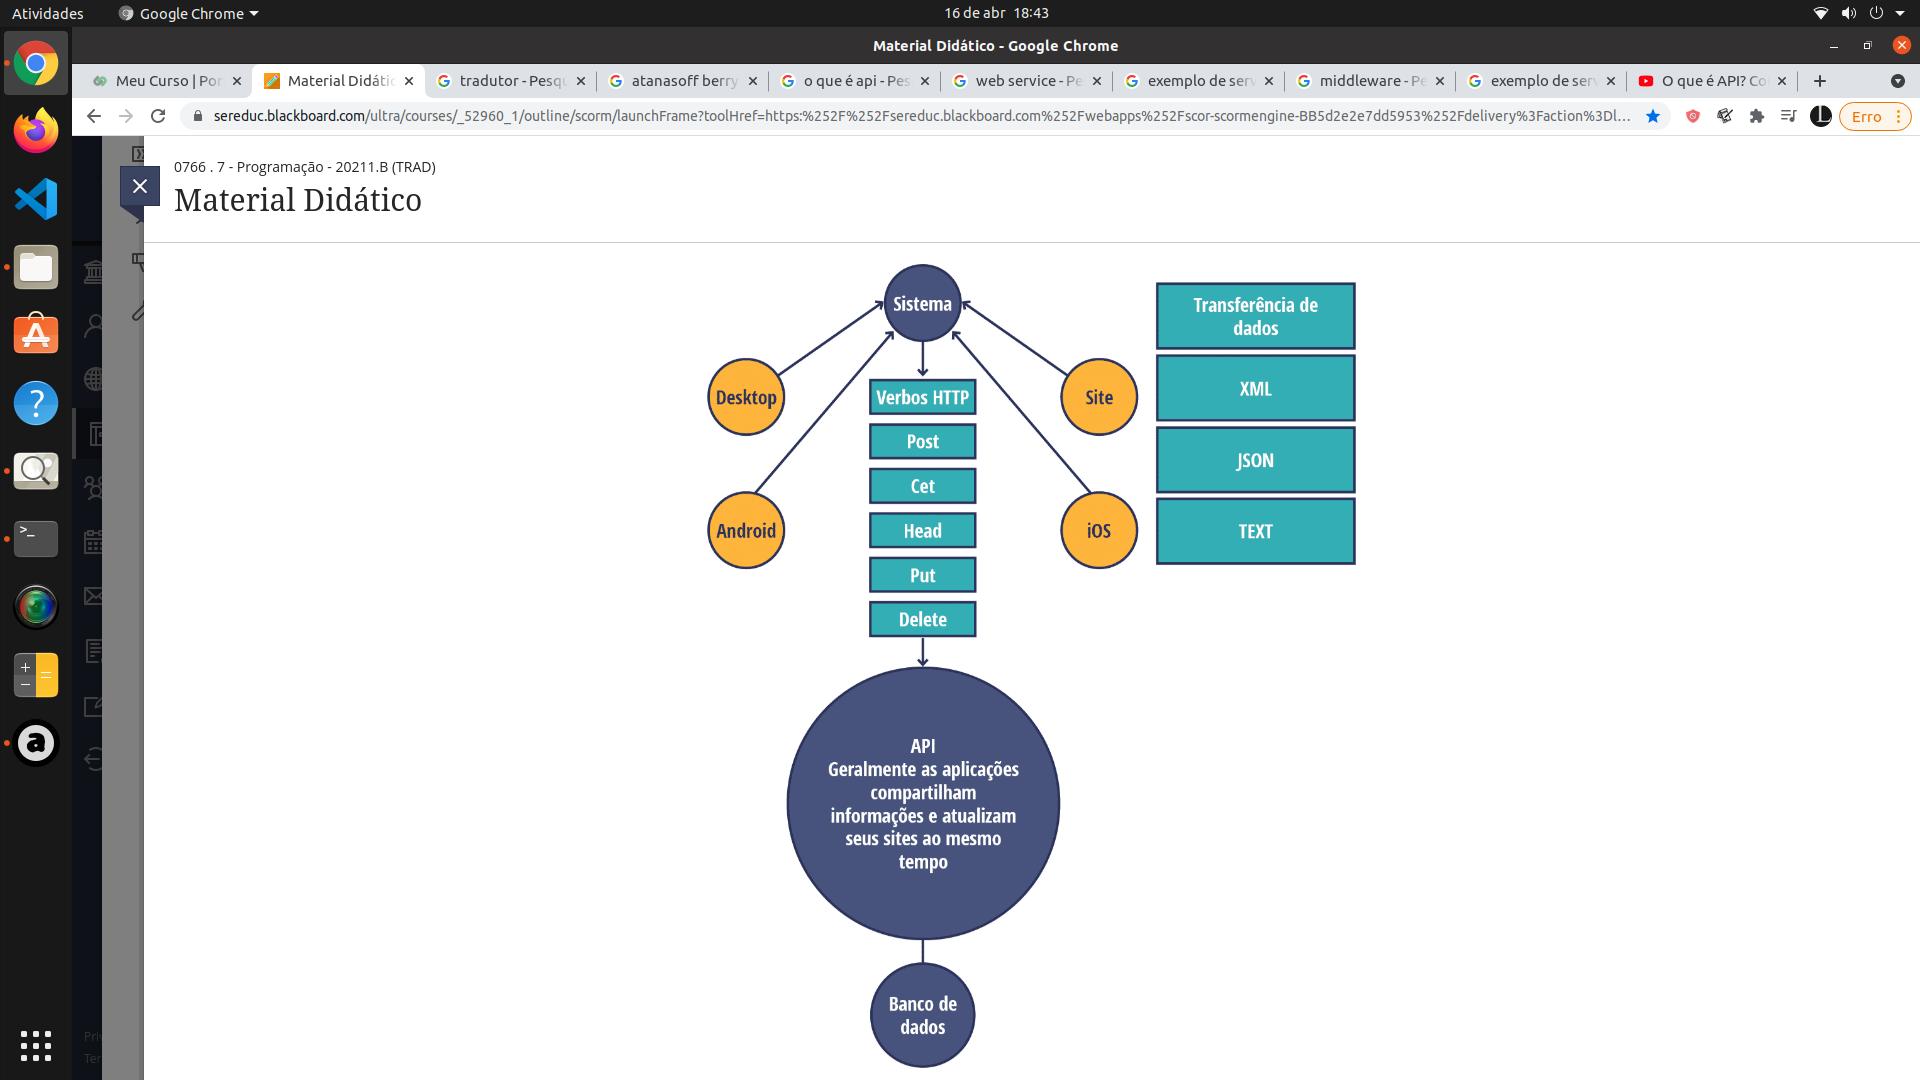 Atividades
Google Chrome
16 de abr 18:43
Material Didático - Google Chrome
Meu Curso | Por
Material Didátic
tradutor - Pesqu
atanasoff berry
o que é api - Pes
web service - Pe
exemplo de serv
middleware - Pe
exemplo de serv
O que é API? Co
sereduc.blackboard.com/ultra/courses/_52960_1/outline/scorm/launchFrame?toolHref=https:%252F%252Fsereduc.blackboard.com%252Fwebapps%252Fscor-scormengine-BB5d2e2e7dd5953%252Fdelivery%3Faction%3Dl...
Erro
0766 . 7 - Programação - 20211.B (TRAD)
Material Didático
Sistema
Desktop
Android
Site
iOS
Verbos HTTP
Post
Cet
Head
Put
Delete
Transferência de
dados
XML
JSON
TEXT
API
Geralmente as aplicações
compartilham
informações e atualizam
seus sites ao mesmo
tempo
Banco de
dados
Pri
Ter